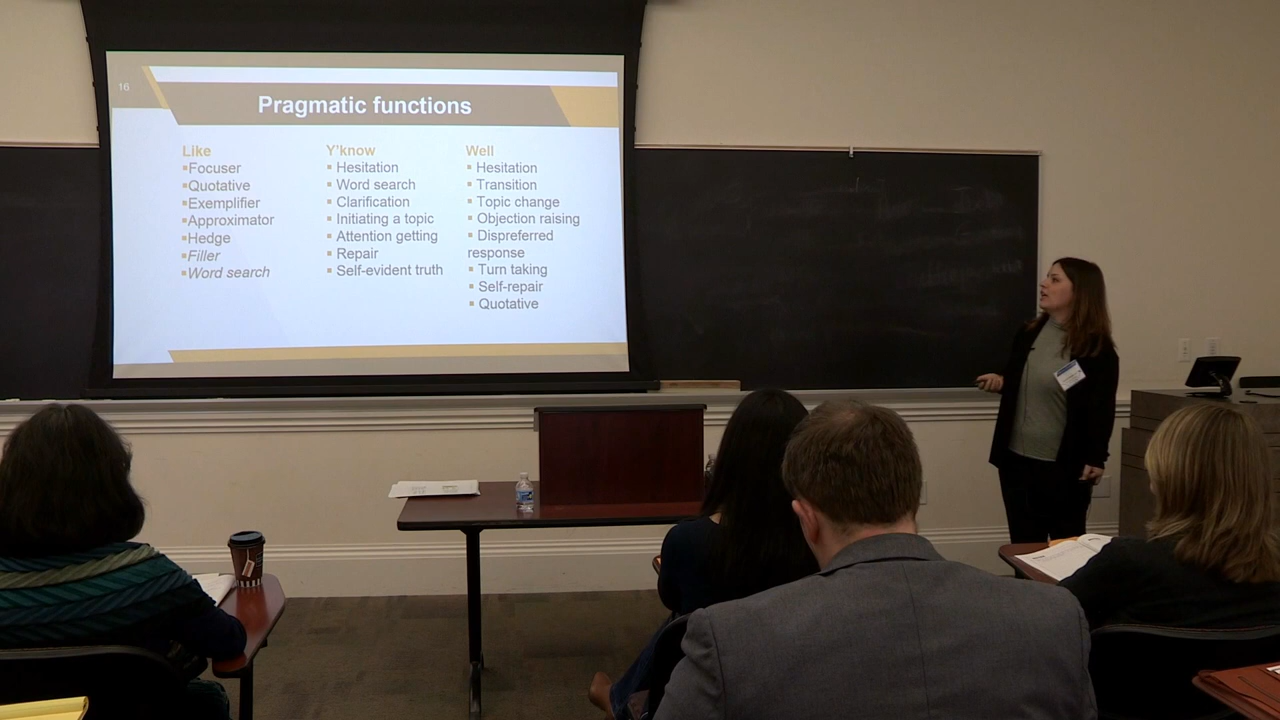 16
Pragmatic functions
Like
▪Focuser
▪Quotative
▪Exemplifier
▪Approximator
▪Hedge
▪Filler
▪Word search
Y'know
▪ Hesitation
▪ Word search
▪ Clarification
▪ Initiating a topic
▪ Attention getting
▪ Repair
▪ Self-evident truth
Well
▪ Hesitation
▪ Transition
▪ Topic change
▪ Objection raising
▪ Dispreferred
response
▪ Turn taking
▪ Self-repair
▪ Quotative